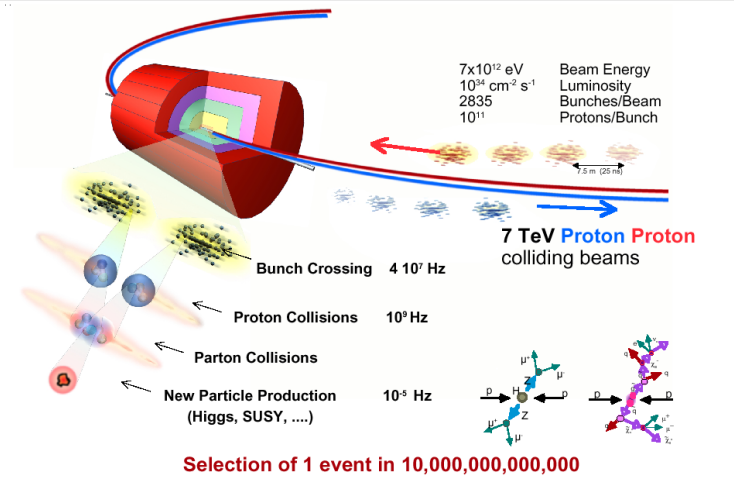 7x10¹² eV Beam Energy
10³⁴ cm⁻² s⁻¹ Luminosity
2835 Bunches/Beam
10¹¹ Protons/Bunch
7.5 m (25 ns)
7 TeV Proton Proton
colliding beams
Bunch Crossing 4 10⁷ Hz
Proton Collisions 10⁹ Hz
Parton Collisions
New Particle Production 10⁻⁵ Hz
(Higgs, SUSY, ....)
μ⁺ μ⁻
Z
p H p
Z
μ⁺
μ⁻
q
q
p p
q
q
μ⁺
μ⁻
Selection of 1 event in 10,000,000,000,000